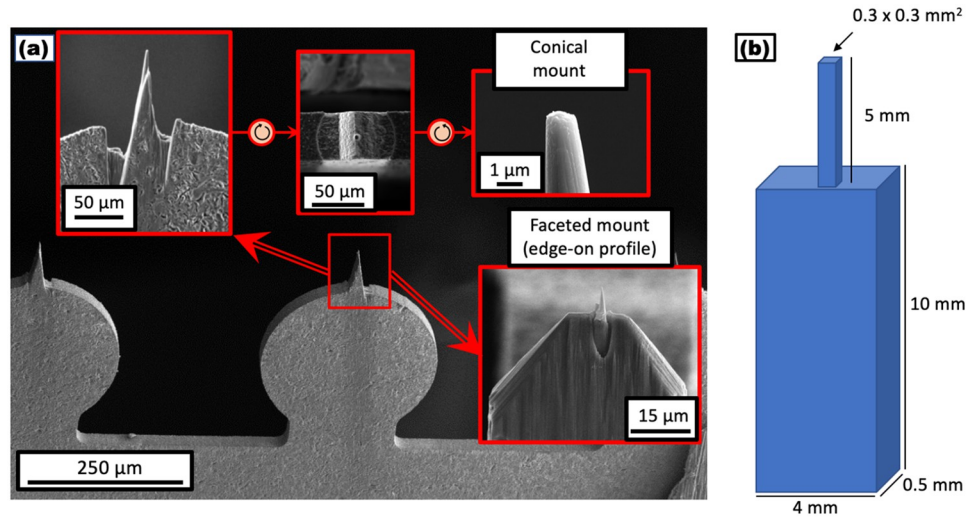 (a)
50 µm
50 µm
Conical
mount
1 µm
Faceted mount
(edge-on profile)
15 µm
250 µm
(b)
0.3 x 0.3 mm²
5 mm
10 mm
0.5 mm
4 mm